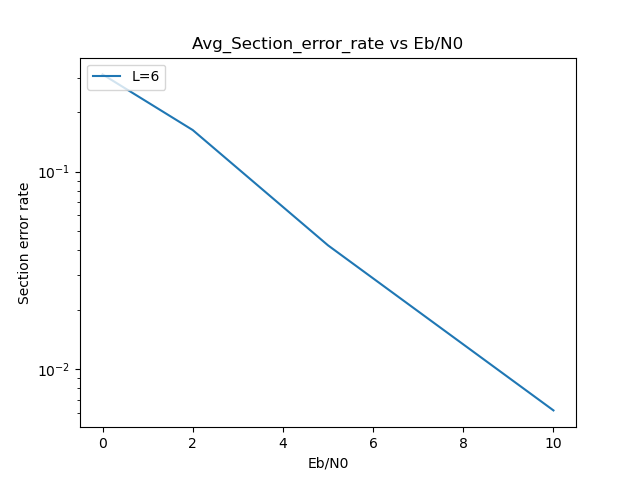 Avg_Section_error_rate vs Eb/N0
L=6
Section error rate
10⁻¹
10⁻²
0 2 4 6 8 10
Eb/N0